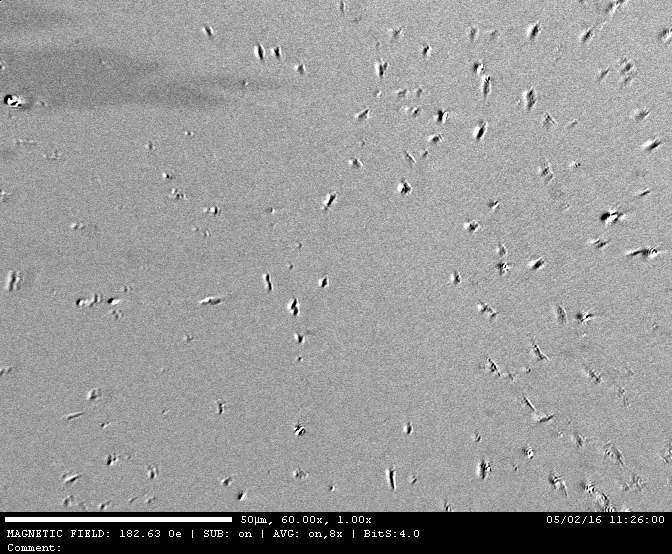 50µm, 60.00x, 1.00x 05/02/16 11:26:00
MAGNETIC FIELD: 182.63 Oe | SUB: on | AVG: on,8x | BitS:4.0
Comment: